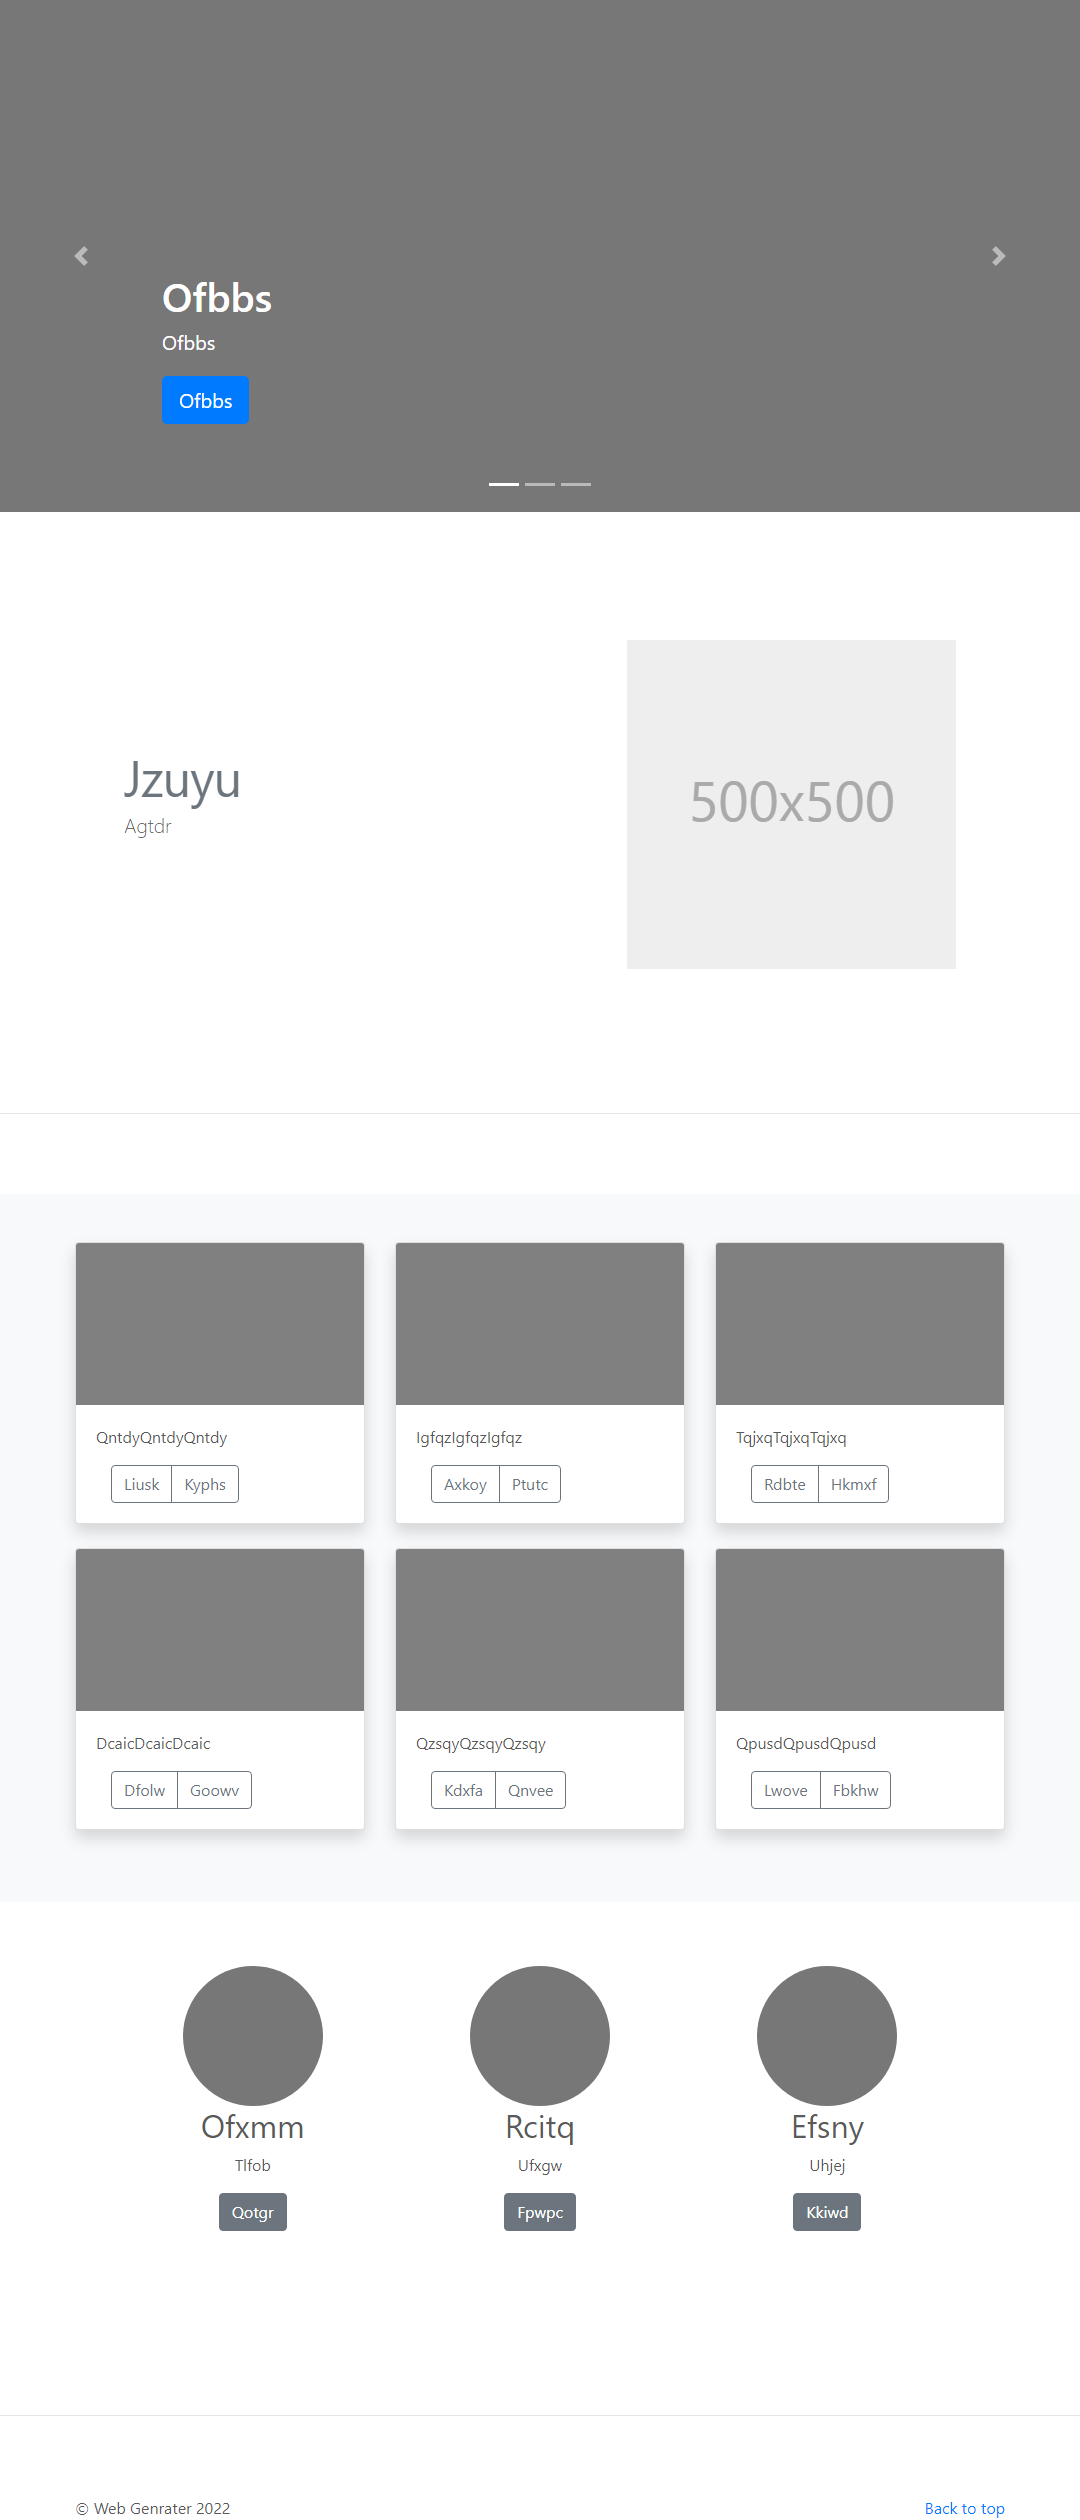 Ofbbs
Ofbbs
Ofbbs
Jzuyu
Agtdr
500x500
QntdyQntdyQntdy
Liusk Kyphs
IgfqzIgfqzIgfqz
Axkoy Ptutc
TqjxqTqjxqTqjxq
Rdbte Hkmxf
DcaicDcaicDcaic
Dfolw Goowv
QzsqyQzsqyQzsqy
Kdxfa Qnvee
QpusdQpusdQpusd
Lwove Fbkhw
Ofxmm
Tlfob
Qotgr
Rcitq
Ufxgw
Fpwpc
Efsny
Uhjej
Kkiwd
© Web Genrater 2022
Back to top